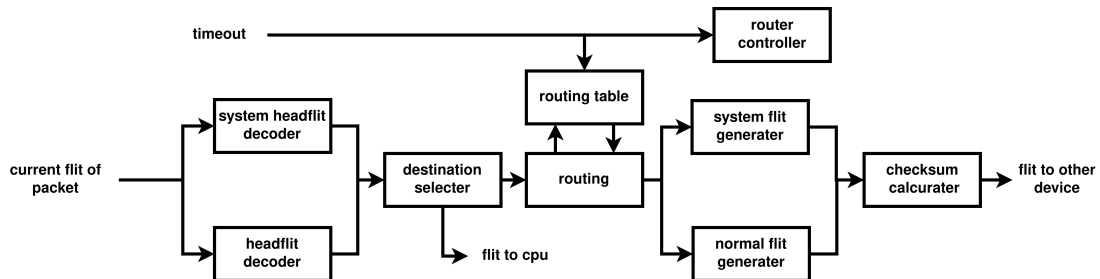 timeout
router
controller
routing table
system headflit
decoder
system flit
generater
current flit of
packet
destination
selecter
routing
checksum
calcurater
flit to other
device
headflit
decoder
flit to cpu
normal flit
generater